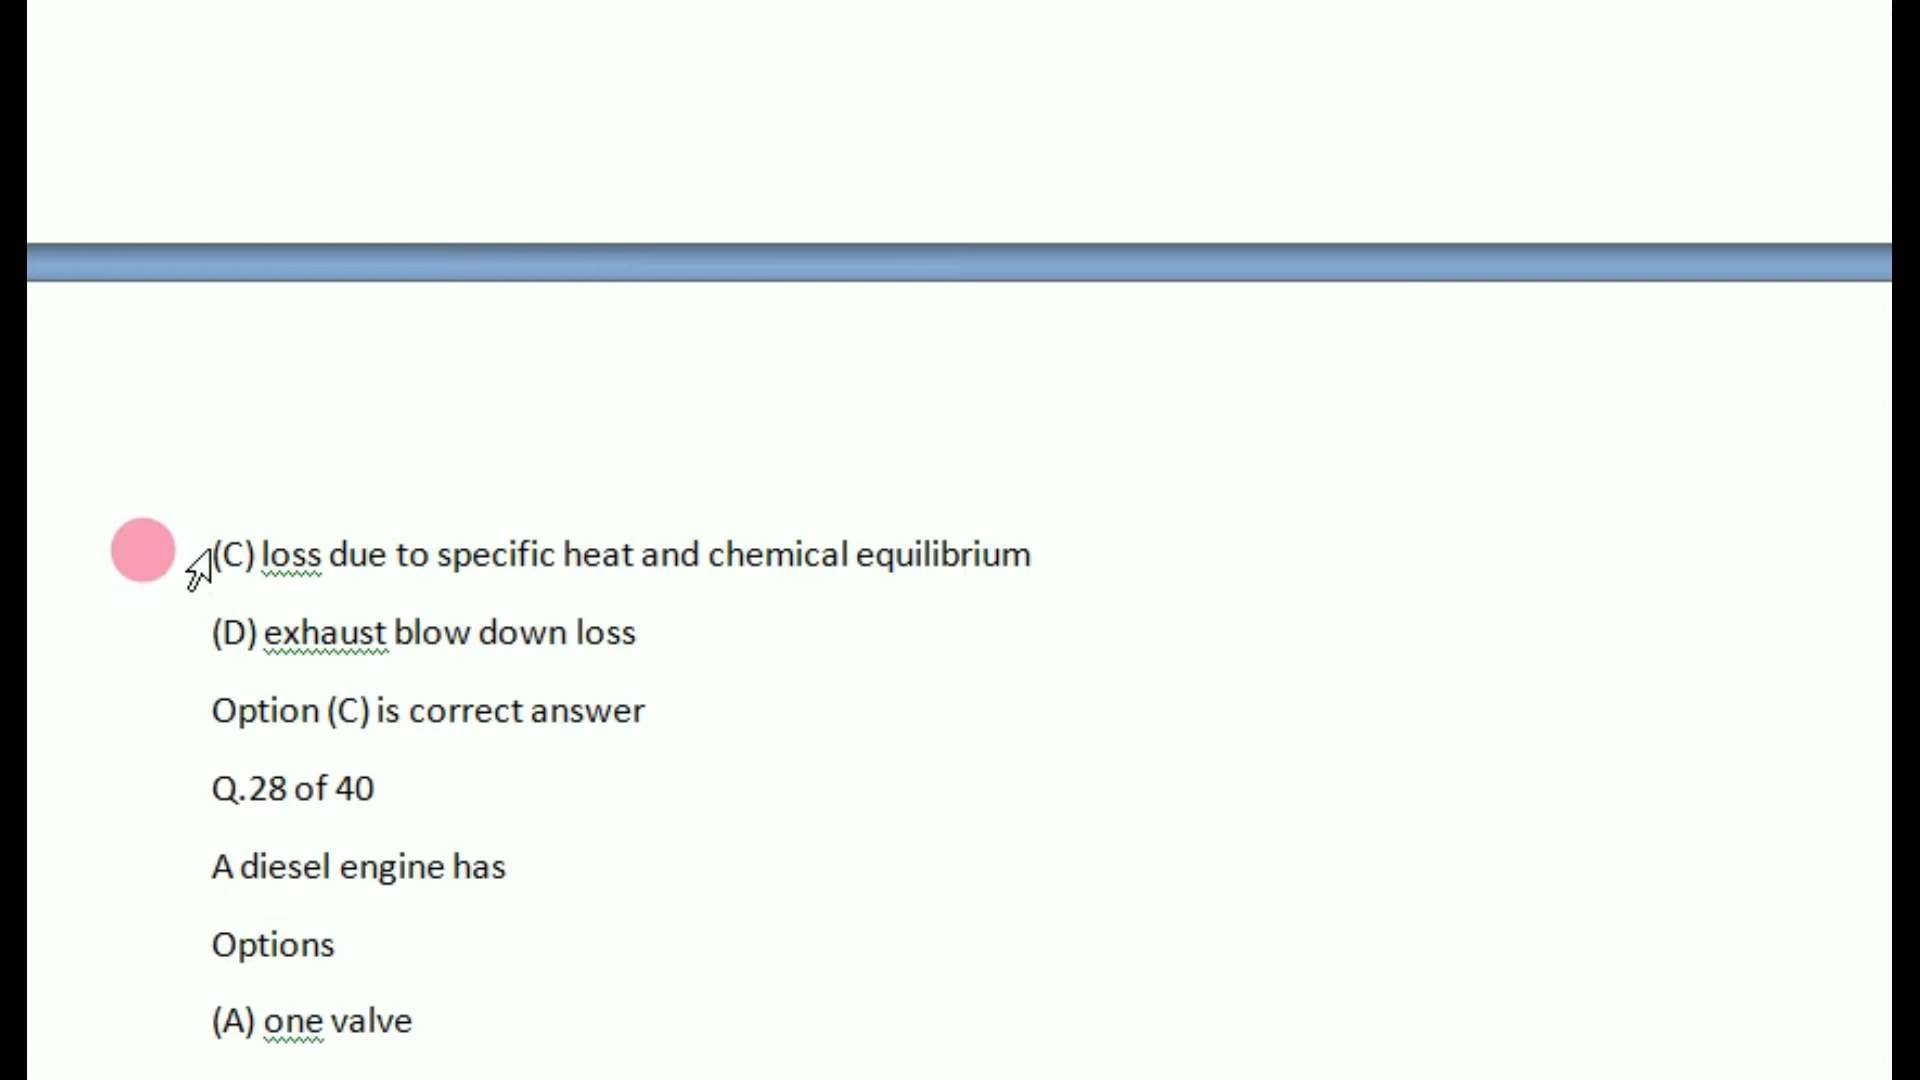 (C) loss due to specific heat and chemical equilibrium
(D) exhaust blow down loss
Option (C) is correct answer
Q.28 of 40
A diesel engine has
Options
(A) one valve